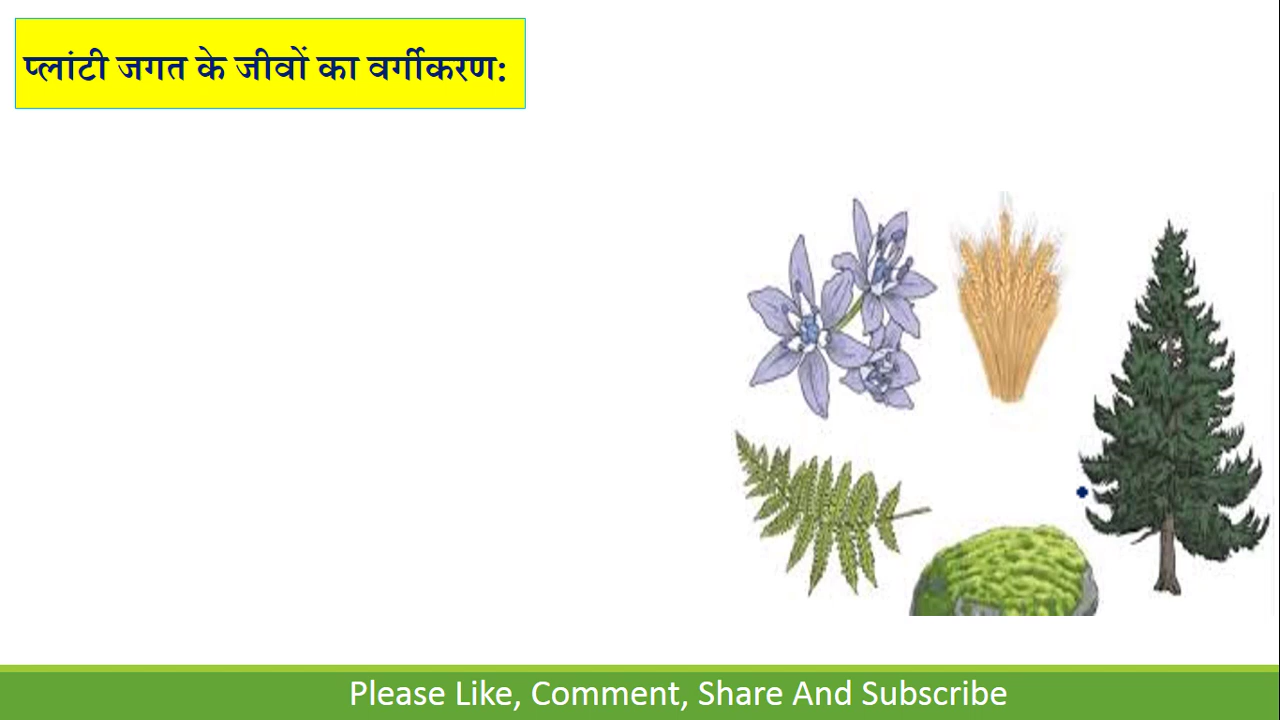 प्लांटी जगत के जीवों का वर्गीकरण:
Please Like, Comment, Share And Subscribe